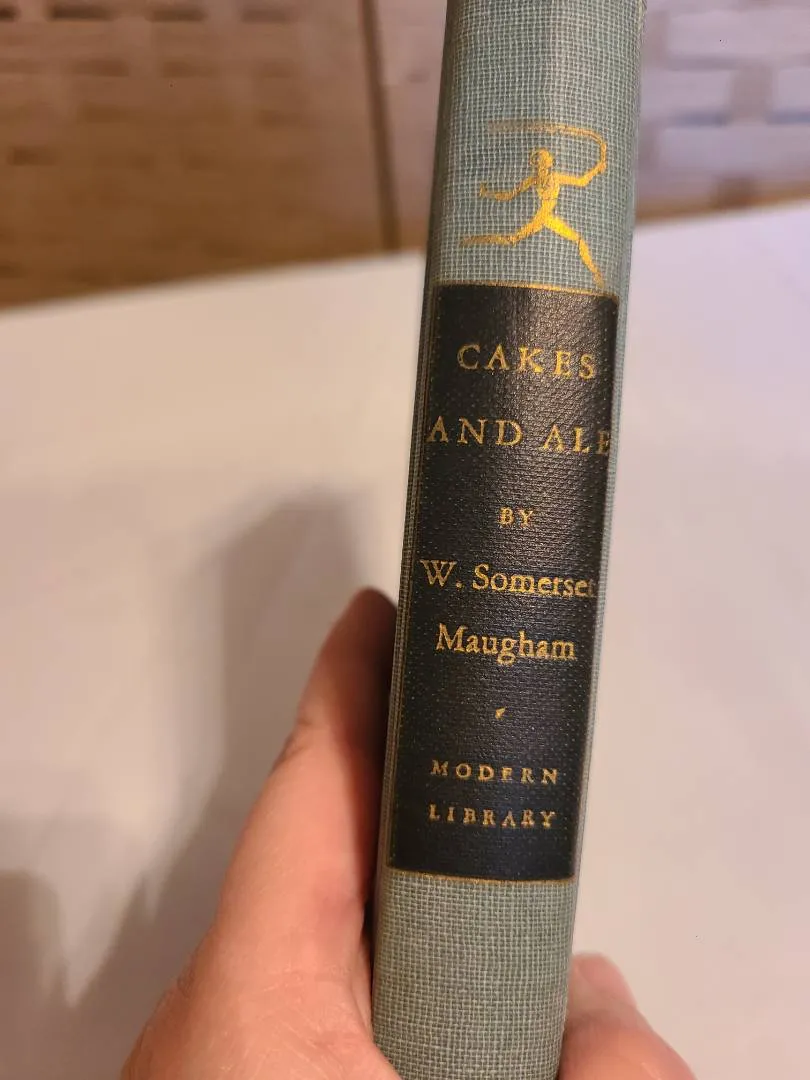 CAKES
AND ALE
BY
W. Somerset
Maugham
MODERN
LIBRARY